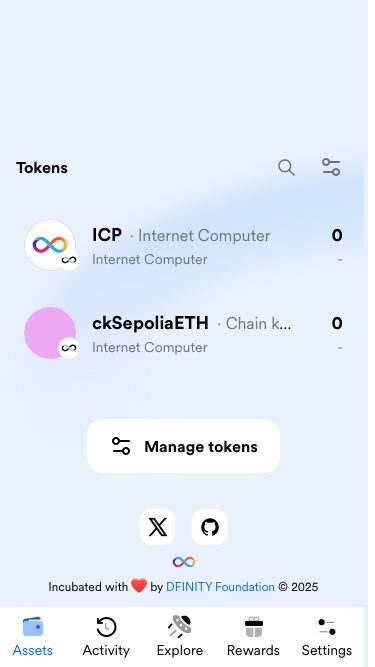 Tokens
ICP · Internet Computer 0
Internet Computer -
ckSepoliaETH · Chain k... 0
Internet Computer -
Manage tokens
Incubated with ❤️ by DFINITY Foundation © 2025
Assets Activity Explore Rewards Settings